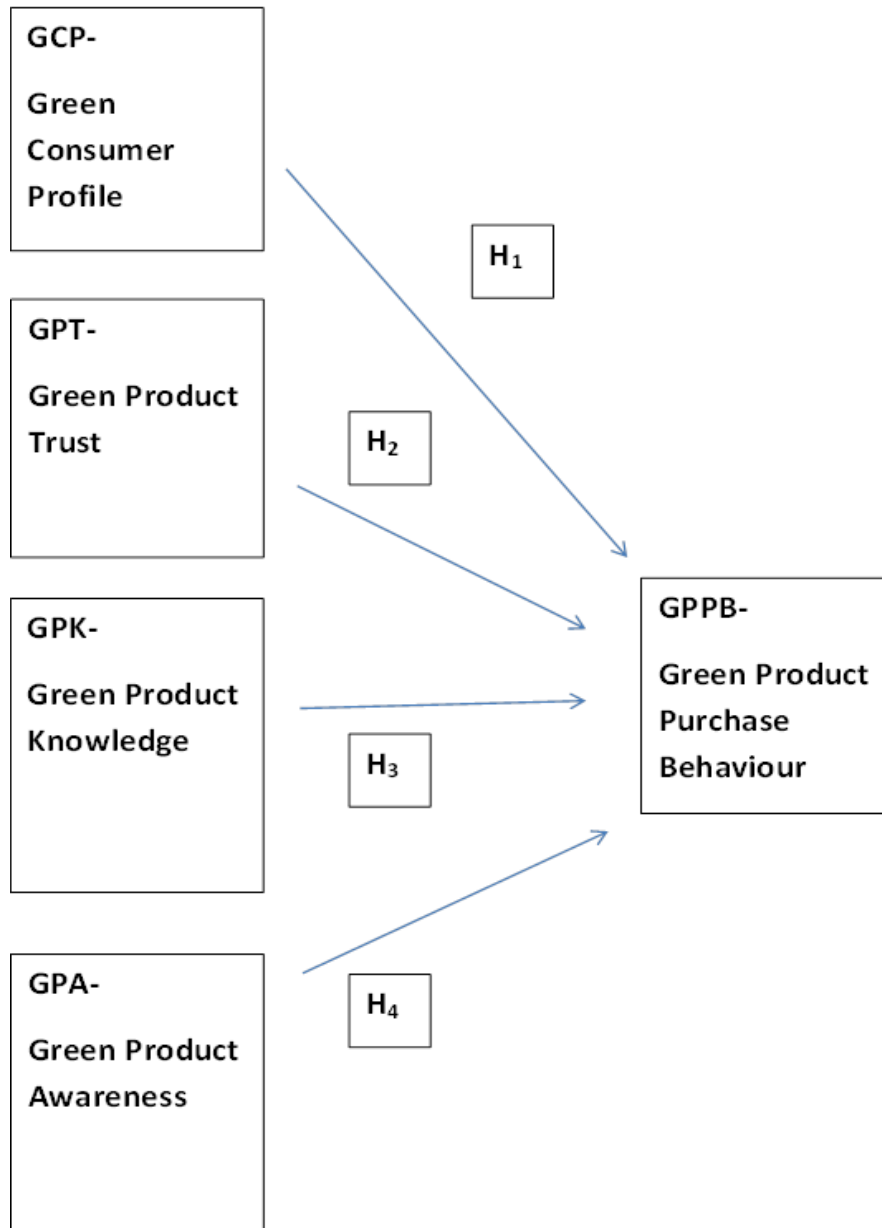 GCP-
Green
Consumer
Profile
H₁
GPT-
Green Product
Trust
H₂
GPK-
Green Product
Knowledge
H₃
GPPB-
Green Product
Purchase
Behaviour
GPA-
Green Product
Awareness
H₄